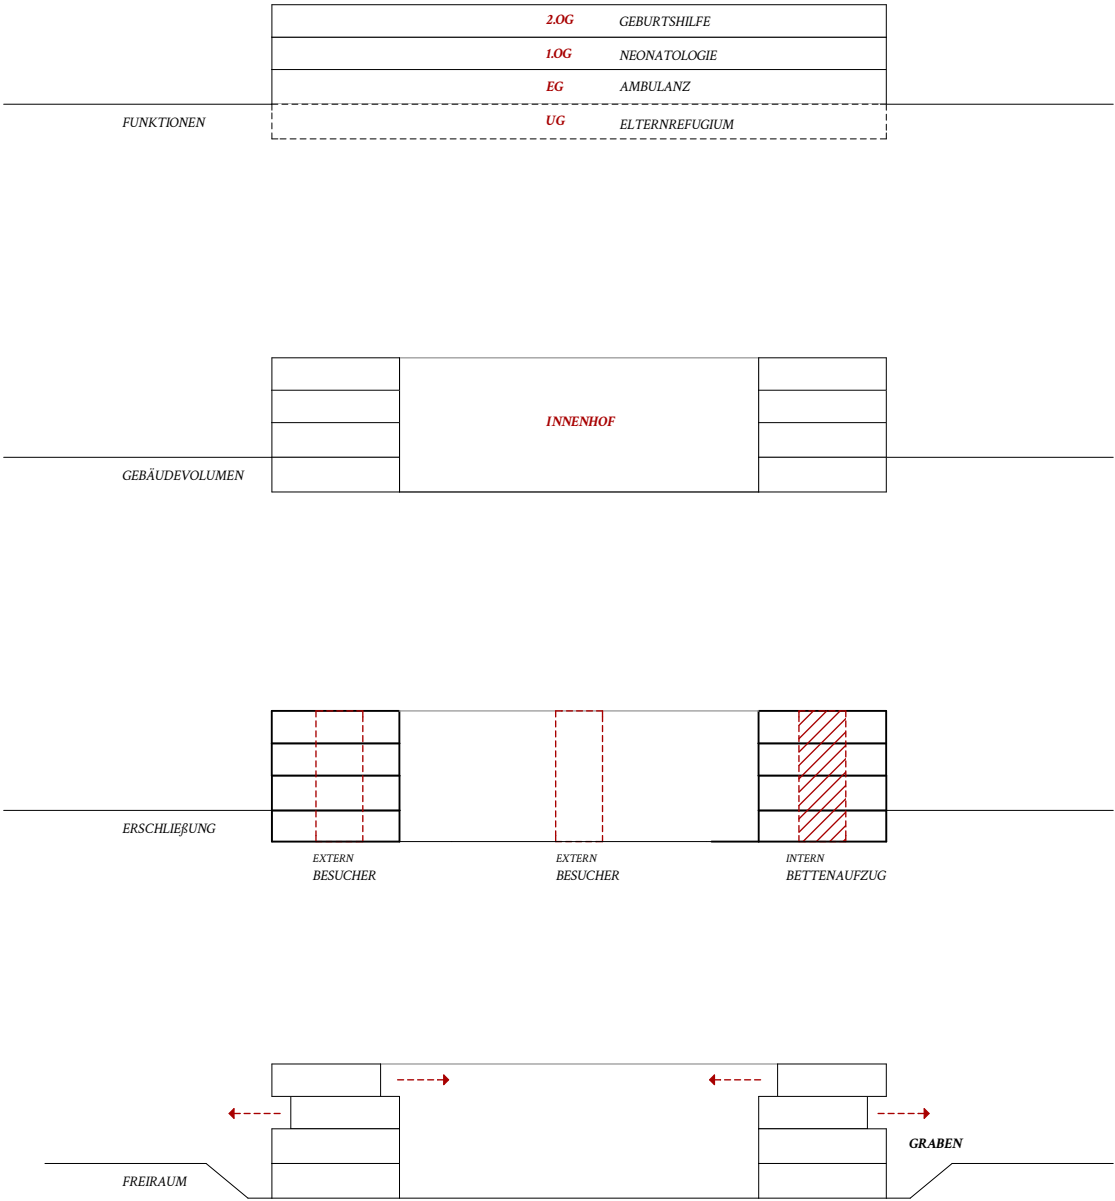 2.OG GEBURTSHILFE
1.OG NEONATOLOGIE
EG AMBULANZ
FUNKTIONEN
UG ELTERNREFUGIUM
INNENHOF
GEBÄUDEVOLUMEN
ERSCHLIEßUNG
EXTERN
BESUCHER
EXTERN
BESUCHER
INTERN
BETTENAUFZUG
GRABEN
FREIRAUM